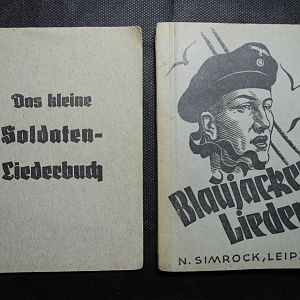 Das kleine
Soldaten-
Liederbuch
Blaujacken
Lieder
N. SIMROCK, LEIPZ